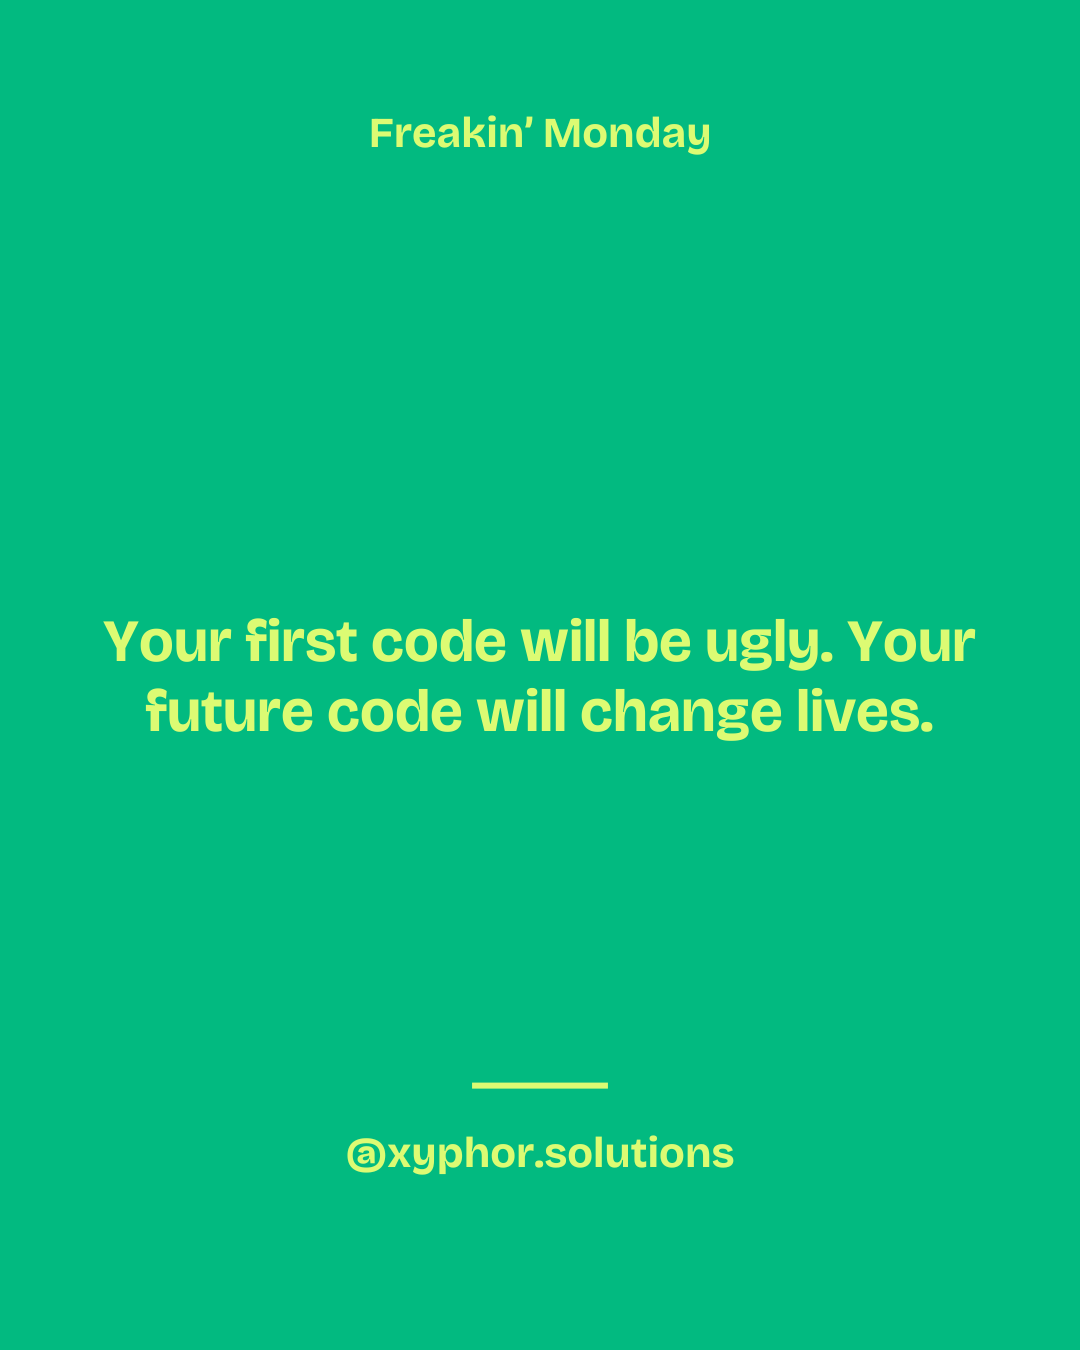 Freakin’ Monday
Your first code will be ugly. Your
future code will change lives.
@xyphor.solutions